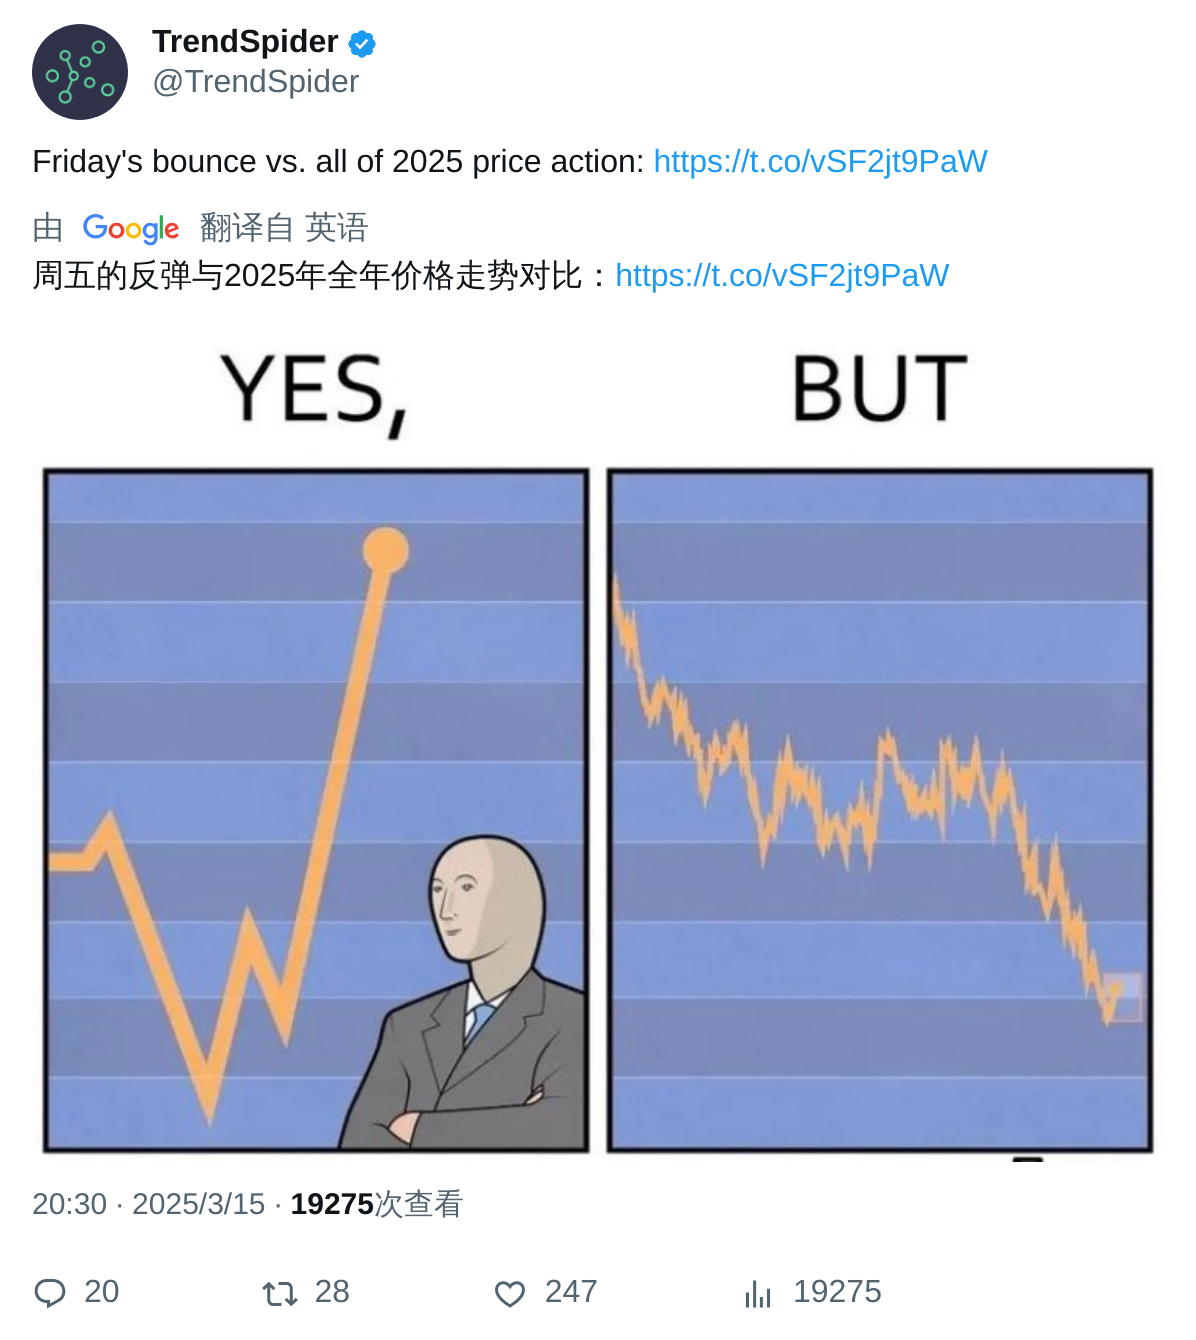 TrendSpider
@TrendSpider
Friday's bounce vs. all of 2025 price action: https://t.co/vSF2jt9PaW
由 Google 翻译自 英语
周五的反弹与2025年全年价格走势对比：https://t.co/vSF2jt9PaW
YES, BUT
20:30 · 2025/3/15 · 19275次查看
20 28 247 19275